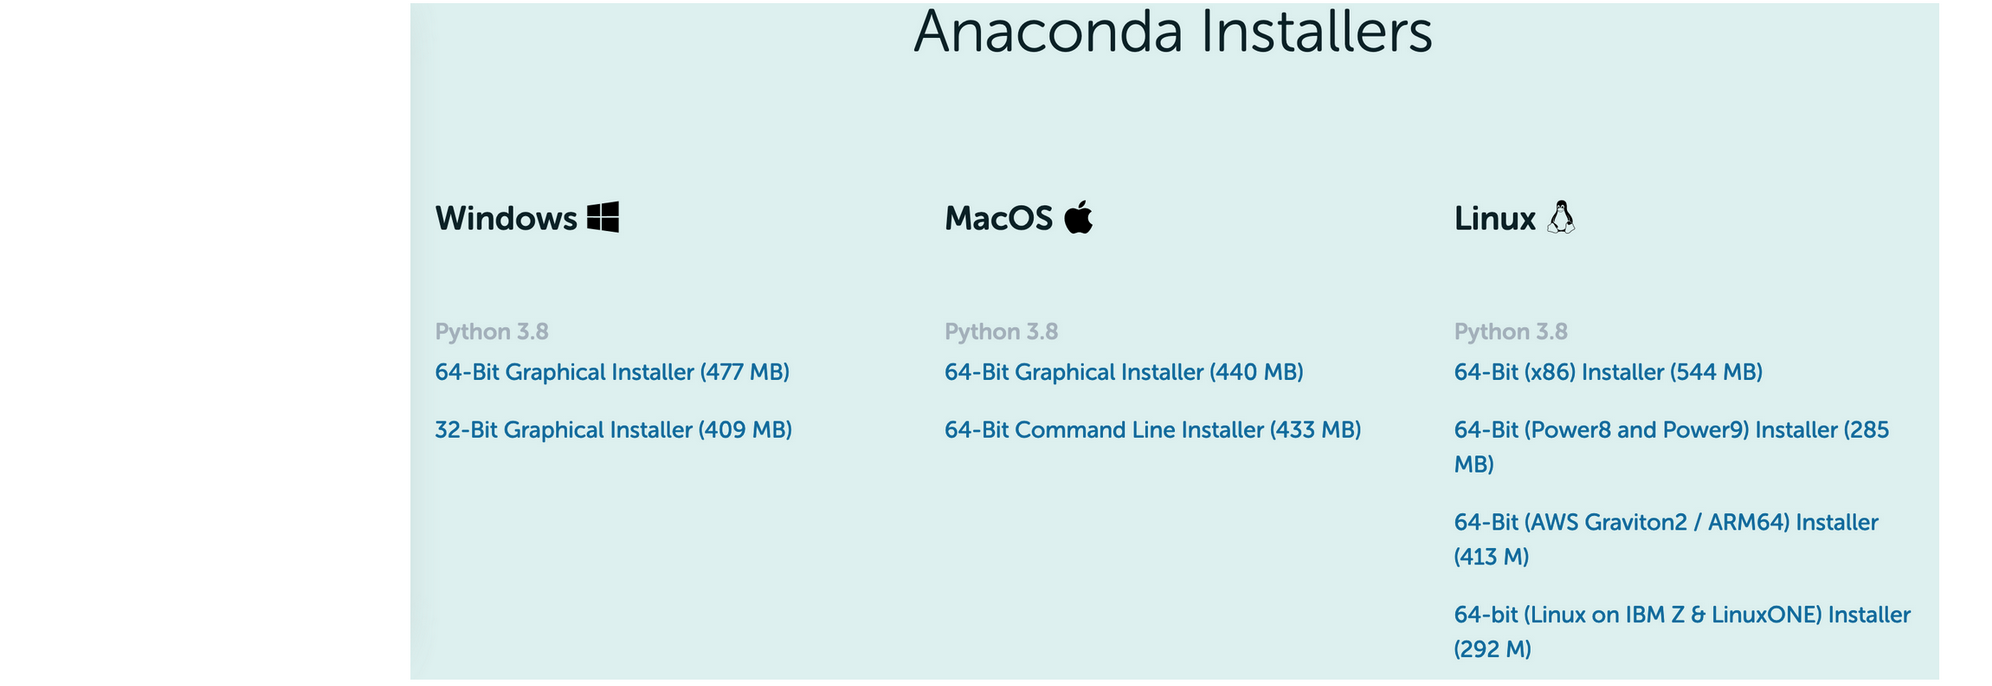 Anaconda Installers
Windows
Python 3.8
64-Bit Graphical Installer (477 MB)
32-Bit Graphical Installer (409 MB)
MacOS
Python 3.8
64-Bit Graphical Installer (440 MB)
64-Bit Command Line Installer (433 MB)
Linux
Python 3.8
64-Bit (x86) Installer (544 MB)
64-Bit (Power8 and Power9) Installer (285
MB)
64-Bit (AWS Graviton2 / ARM64) Installer
(413 M)
64-bit (Linux on IBM Z & LinuxONE) Installer
(292 M)